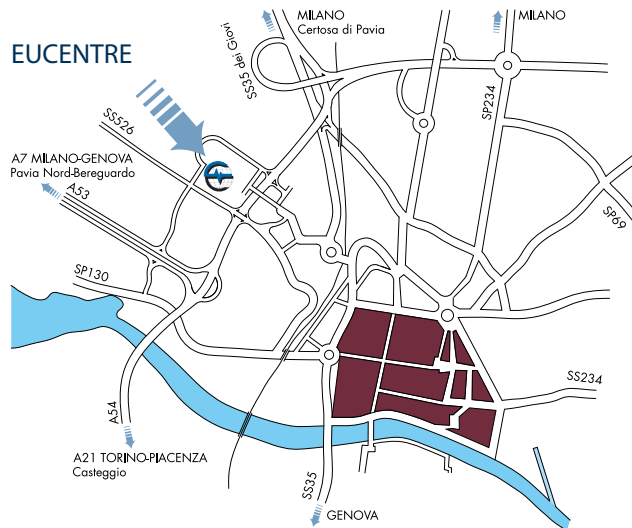 MILANO
Certosa di Pavia
MILANO
EUCENTRE
SS35 dei Giovi
SP234
SS526
A7 MILANO-GENOVA
Pavia Nord-Bereguardo
A53
SP69
SP130
SS234
A54
A21 TORINO-PIACENZA
Casteggio
SS35
GENOVA